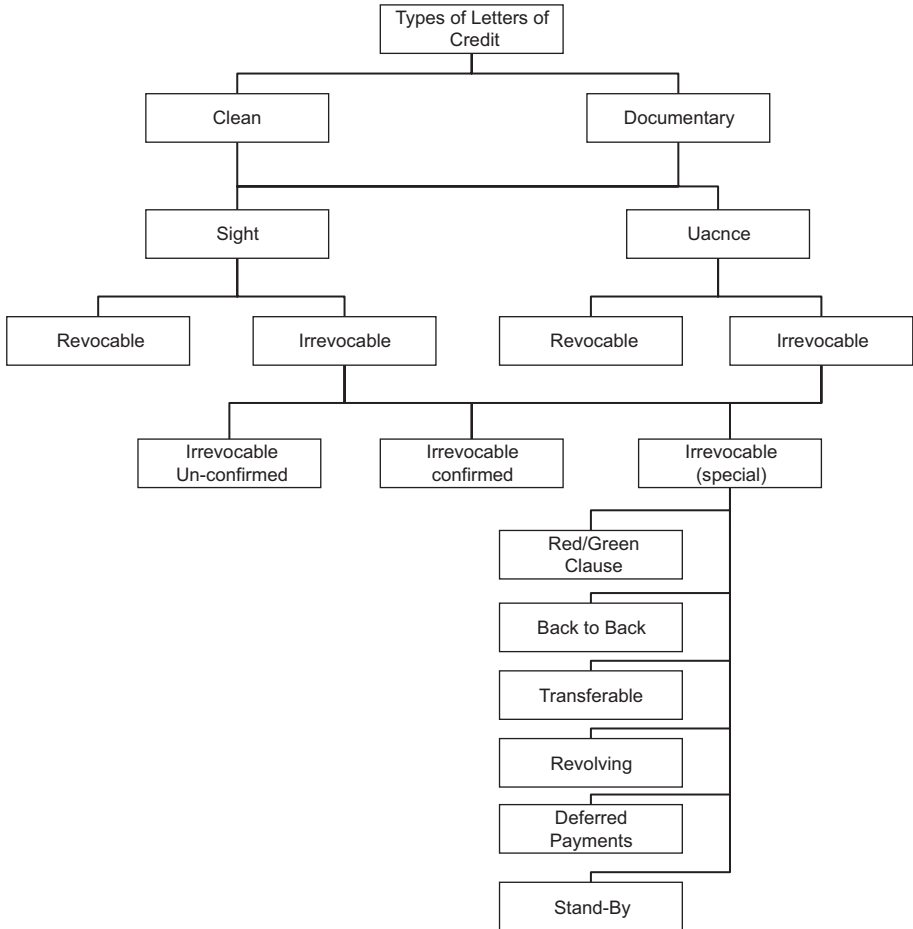 Types of Letters of
Credit
Clean
Documentary
Sight
Uacnce
Revocable
Irrevocable
Revocable
Irrevocable
Irrevocable
Un-confirmed
Irrevocable
confirmed
Irrevocable
(special)
Red/Green
Clause
Back to Back
Transferable
Revolving
Deferred
Payments
Stand-By